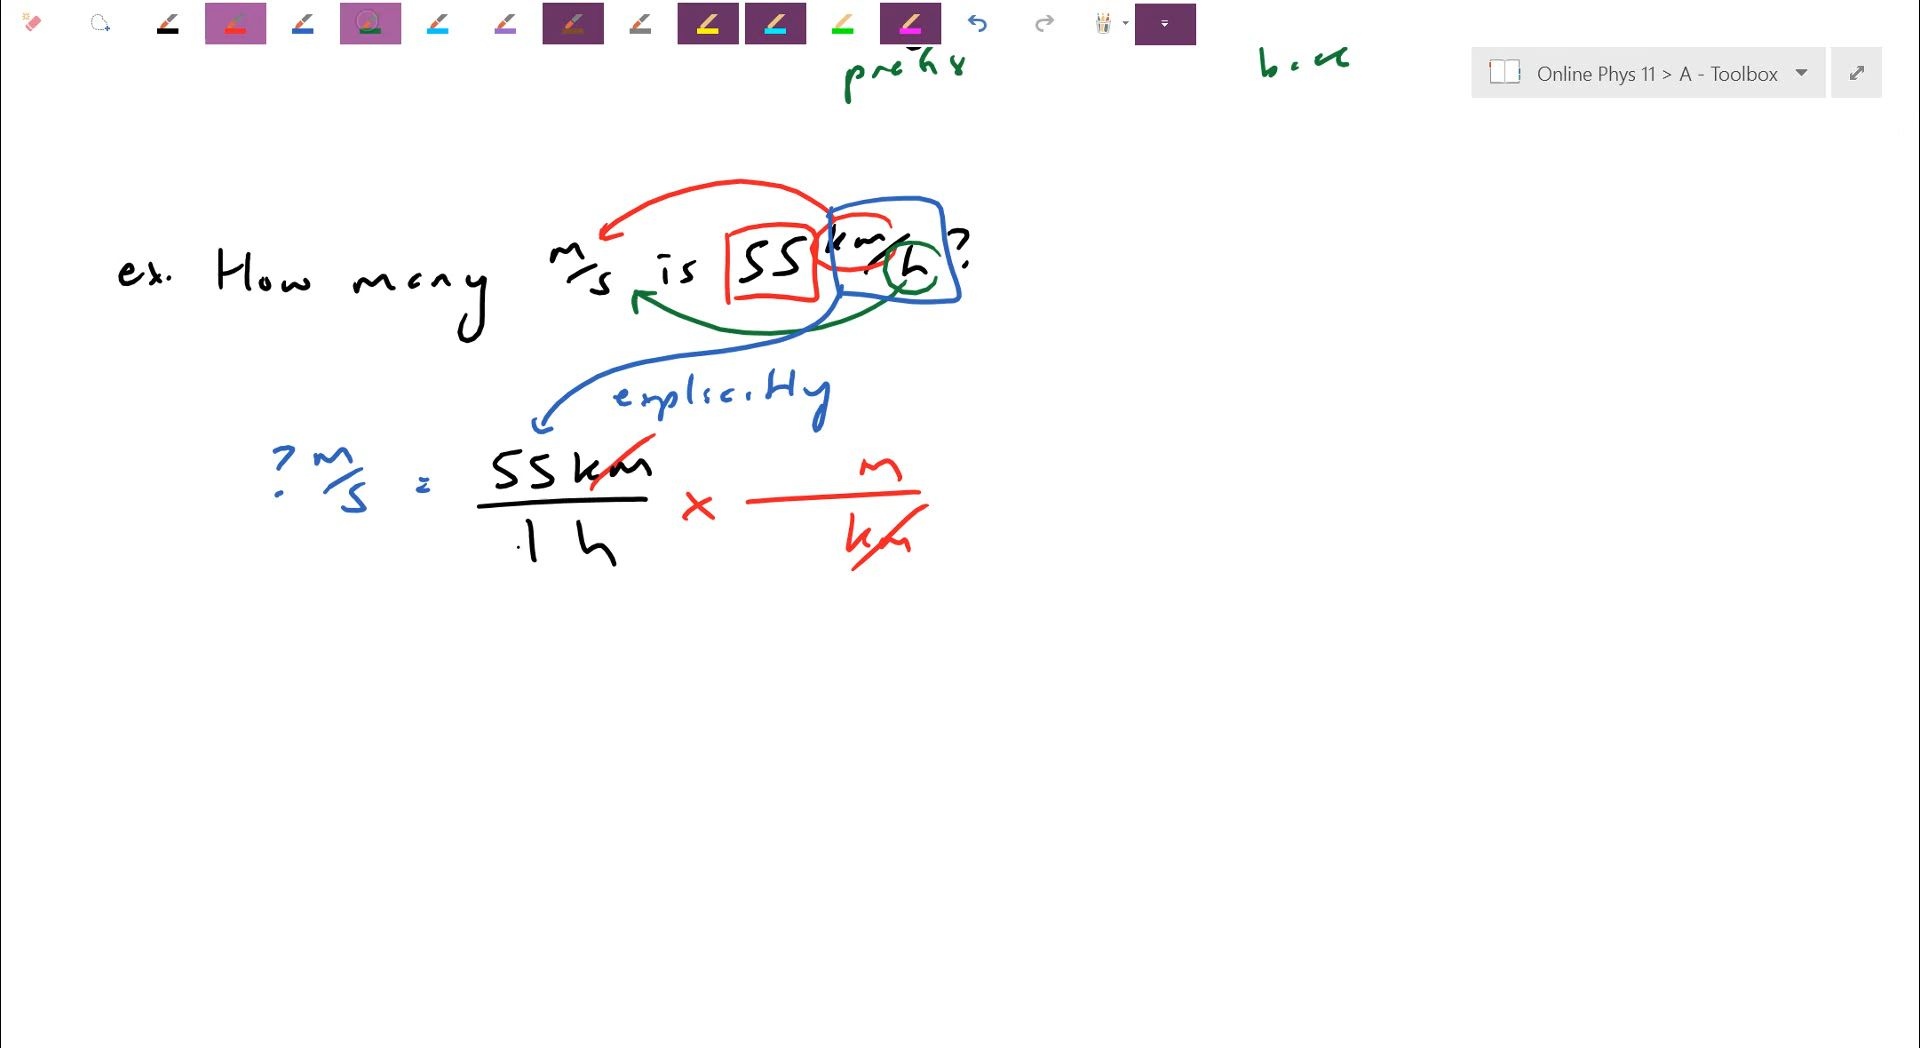 prefix
base
Online Phys 11 > A - Toolbox
ex. How many m/s is 55 km/h ?
explicitly
? m/s = 55 km / 1 h × m / km